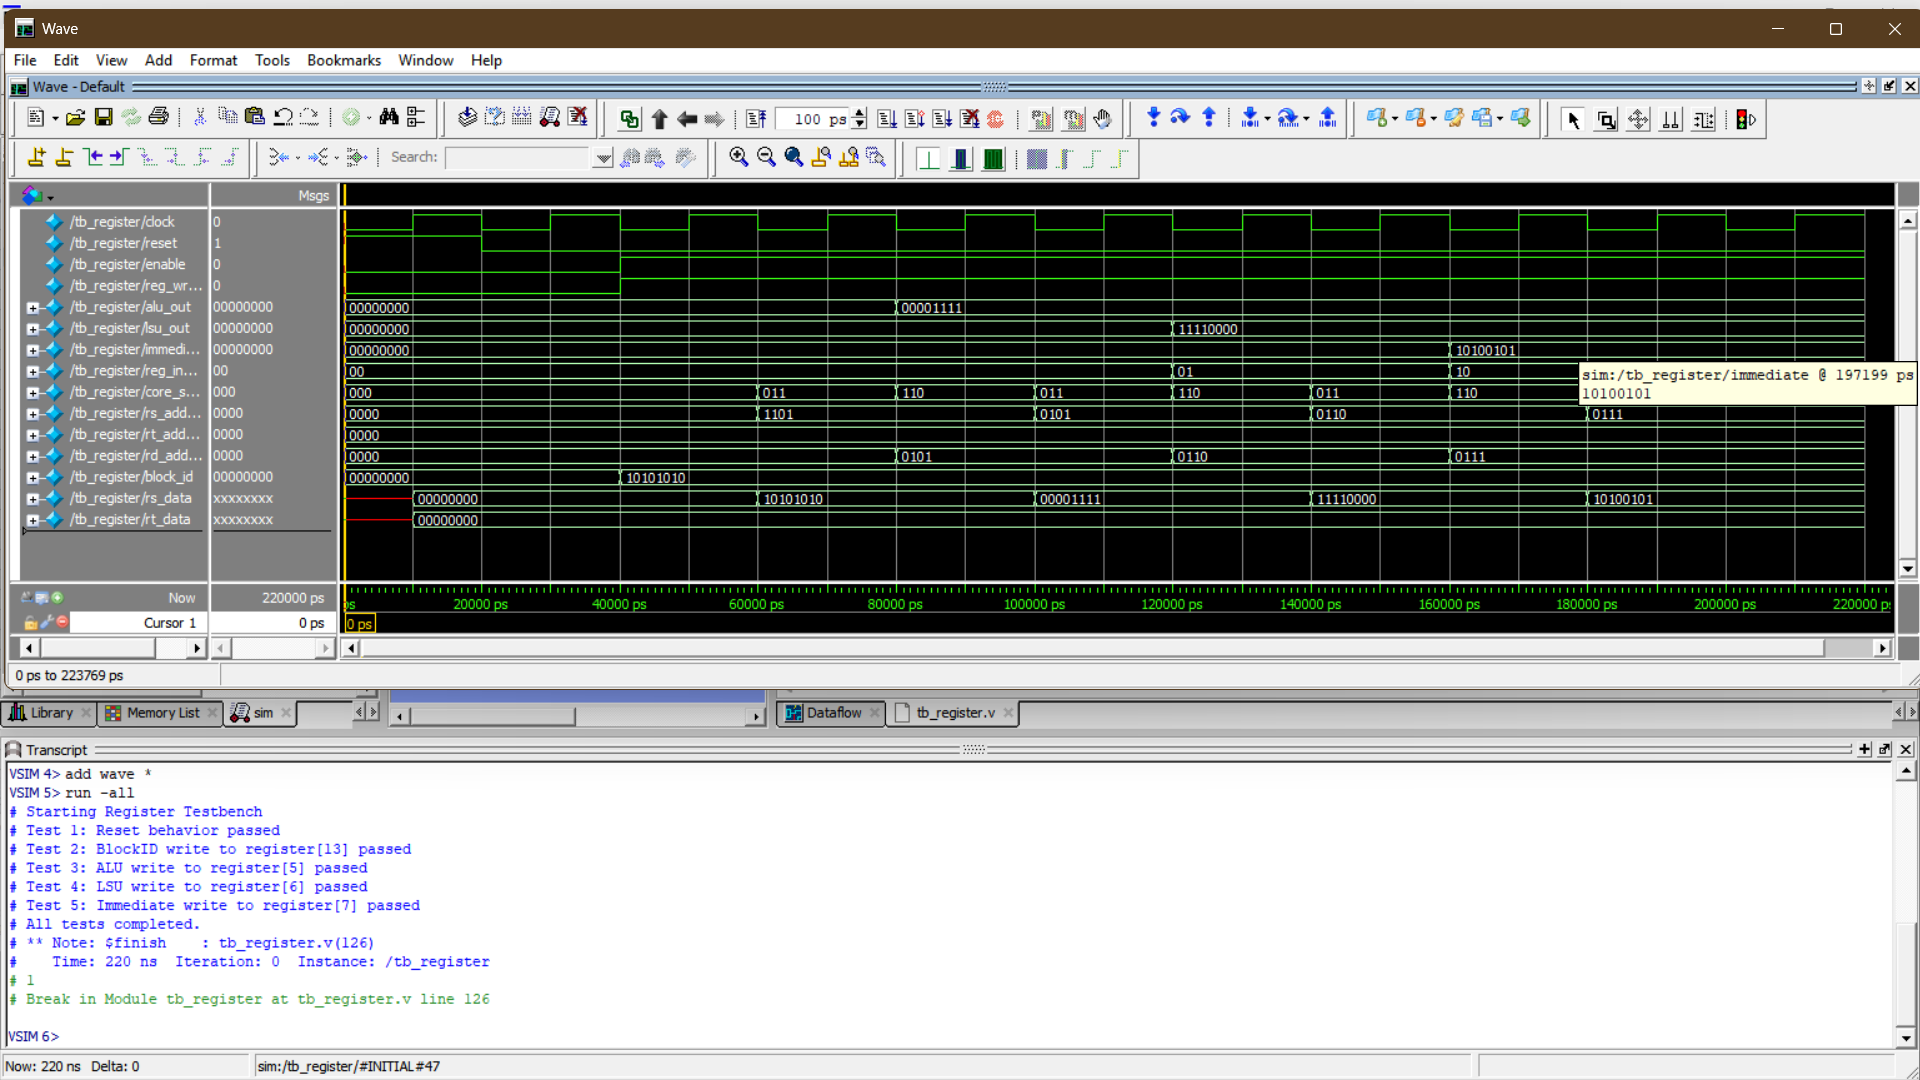 Wave
File Edit View Add Format Tools Bookmarks Window Help
Wave - Default
100 ps
Search:
Msgs
/tb_register/clock 0
/tb_register/reset 1
/tb_register/enable 0
/tb_register/reg_wr... 0
/tb_register/alu_out 00000000 00000000 00001111
/tb_register/lsu_out 00000000 00000000 11110000
/tb_register/immedi... 00000000 00000000 10100101
/tb_register/reg_in... 00 00 01 10
/tb_register/core_s... 000 000 011 110 011 110 011 110
/tb_register/rs_add... 0000 0000 1101 0101 0110 0111
/tb_register/rt_add... 0000 0000
/tb_register/rd_add... 0000 0000 0101 0110 0111
/tb_register/block_id 00000000 00000000 10101010
/tb_register/rs_data xxxxxxxx 00000000 10101010 00001111 11110000 10100101
/tb_register/rt_data xxxxxxxx 00000000
sim:/tb_register/immediate @ 197199 ps
10100101
Now 220000 ps ps 20000 ps 40000 ps 60000 ps 80000 ps 100000 ps 120000 ps 140000 ps 160000 ps 180000 ps 200000 ps 220000 p
Cursor 1 0 ps 0 ps
0 ps to 223769 ps
Library Memory List sim Dataflow tb_register.v
Transcript
VSIM 4> add wave *
VSIM 5> run -all
# Starting Register Testbench
# Test 1: Reset behavior passed
# Test 2: BlockID write to register[13] passed
# Test 3: ALU write to register[5] passed
# Test 4: LSU write to register[6] passed
# Test 5: Immediate write to register[7] passed
# All tests completed.
# ** Note: $finish    : tb_register.v(126)
#    Time: 220 ns  Iteration: 0  Instance: /tb_register
# 1
# Break in Module tb_register at tb_register.v line 126
VSIM 6>
Now: 220 ns Delta: 0 sim:/tb_register/#INITIAL#47